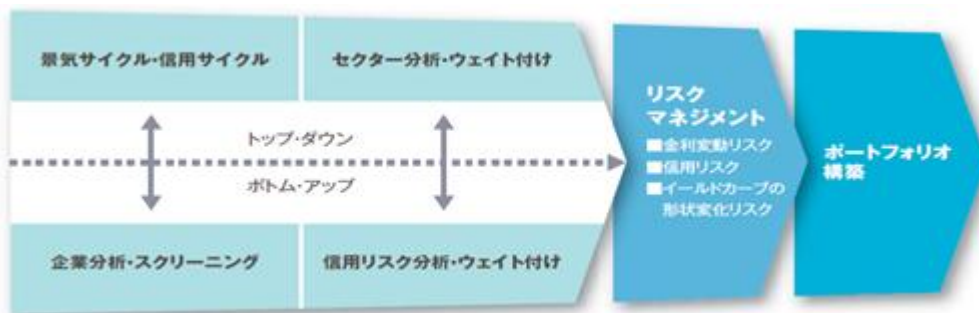 景気サイクル・信用サイクル
セクター分析・ウェイト付け
トップ・ダウン
ボトム・アップ
企業分析・スクリーニング
信用リスク分析・ウェイト付け
リスク
マネジメント
■金利変動リスク
■信用リスク
■イールドカーブの
形状変化リスク
ポートフォリオ
構築